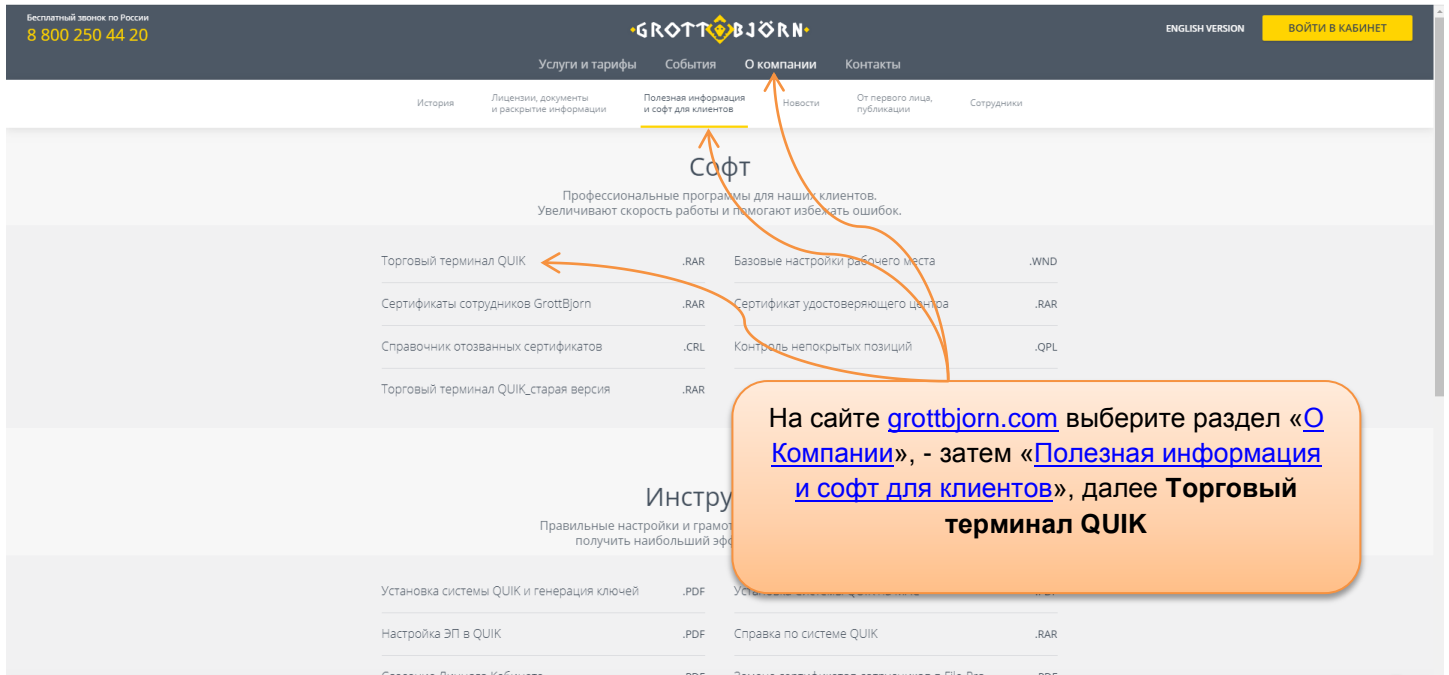 Бесплатный звонок по России
8 800 250 44 20
GROTTBJÖRN
ENGLISH VERSION
ВОЙТИ В КАБИНЕТ
Услуги и тарифы События О компании Контакты
История
Лицензии, документы
и раскрытие информации
Полезная информация
и софт для клиентов
Новости
От первого лица,
публикации
Сотрудники
Софт
Профессиональные программы для наших клиентов.
Увеличивают скорость работы и помогают избежать ошибок.
Торговый терминал QUIK .RAR
Базовые настройки рабочего места .WND
Сертификаты сотрудников GrottBjorn .RAR
Сертификат удостоверяющего центра .RAR
Справочник отозванных сертификатов .CRL
Контроль непокрытых позиций .QPL
Торговый терминал QUIK_старая версия .RAR
На сайте grottbjorn.com выберите раздел «О
Компании», - затем «Полезная информация
и софт для клиентов», далее Торговый
терминал QUIK
Инстру
Правильные настройки и грамот
получить наибольший эфф
Установка системы QUIK и генерация ключей .PDF
Настройка ЭП в QUIK .PDF
Справка по системе QUIK .RAR